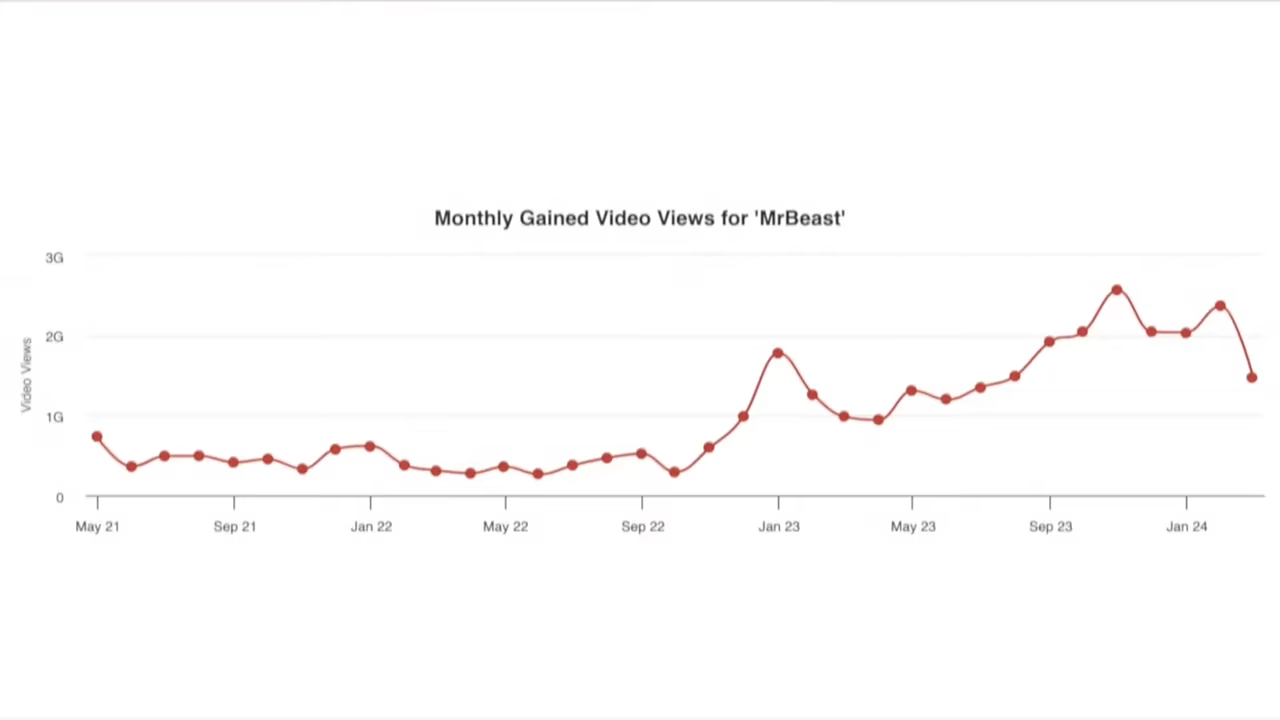 Monthly Gained Video Views for 'MrBeast'
3G
2G
1G
0
Video Views
May 21 Sep 21 Jan 22 May 22 Sep 22 Jan 23 May 23 Sep 23 Jan 24